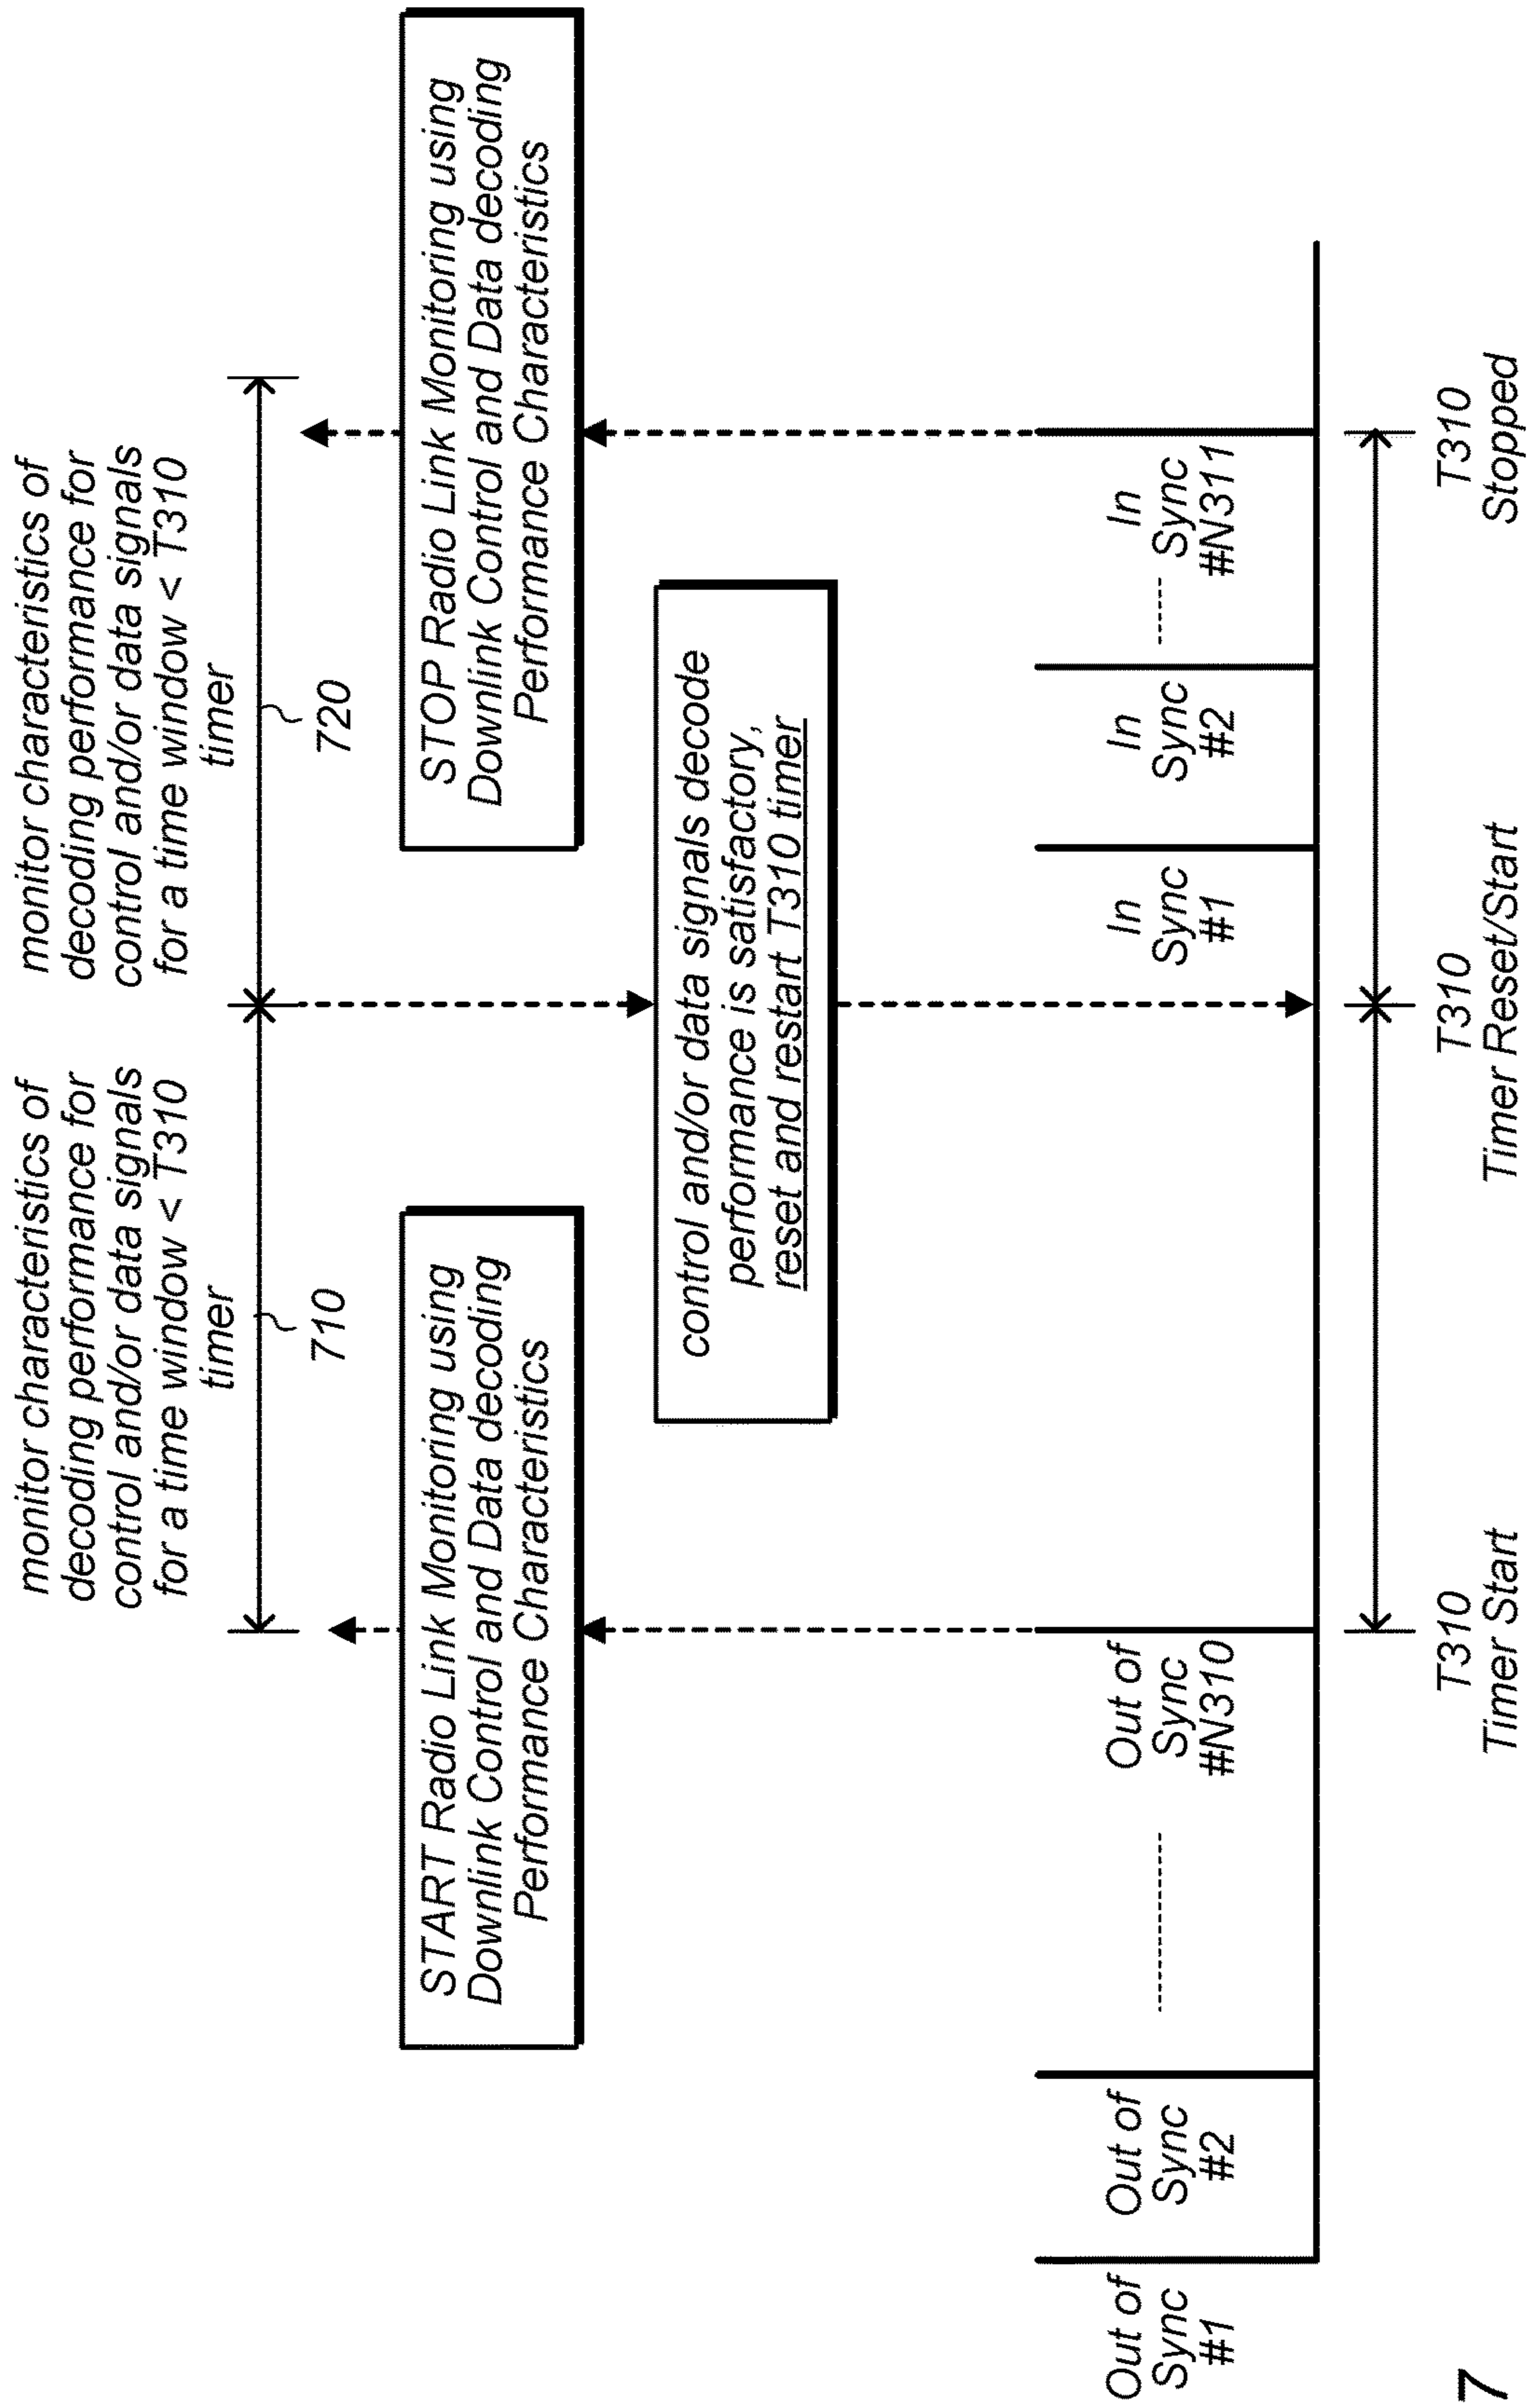 monitor characteristics of
decoding performance for
control and/or data signals
for a time window < T310
timer
710
monitor characteristics of
decoding performance for
control and/or data signals
for a time window < T310
timer
720
START Radio Link Monitoring using
Downlink Control and Data decoding
Performance Characteristics
STOP Radio Link Monitoring using
Downlink Control and Data decoding
Performance Characteristics
control and/or data signals decode
performance is satisfactory,
reset and restart T310 timer
Out of
Sync
#1
Out of
Sync
#2
Out of
Sync
#N310
In
Sync
#1
In
Sync
#2
In
Sync
#N311
T310
Timer Start
T310
Timer Reset/Start
T310
Stopped
7